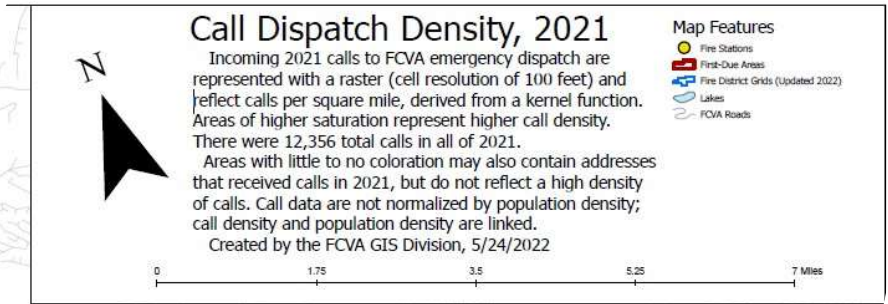 Call Dispatch Density, 2021
Incoming 2021 calls to FCVA emergency dispatch are
represented with a raster (cell resolution of 100 feet) and
reflect calls per square mile, derived from a kernel function.
Areas of higher saturation represent higher call density.
There were 12,356 total calls in all of 2021.
Areas with little to no coloration may also contain addresses
that received calls in 2021, but do not reflect a high density
of calls. Call data are not normalized by population density;
call density and population density are linked.
Created by the FCVA GIS Division, 5/24/2022
N
Map Features
Fire Stations
First-Due Areas
Fire District Grids (Updated 2022)
Lakes
FCVA Roads
0 1.75 3.5 5.25 7 Miles